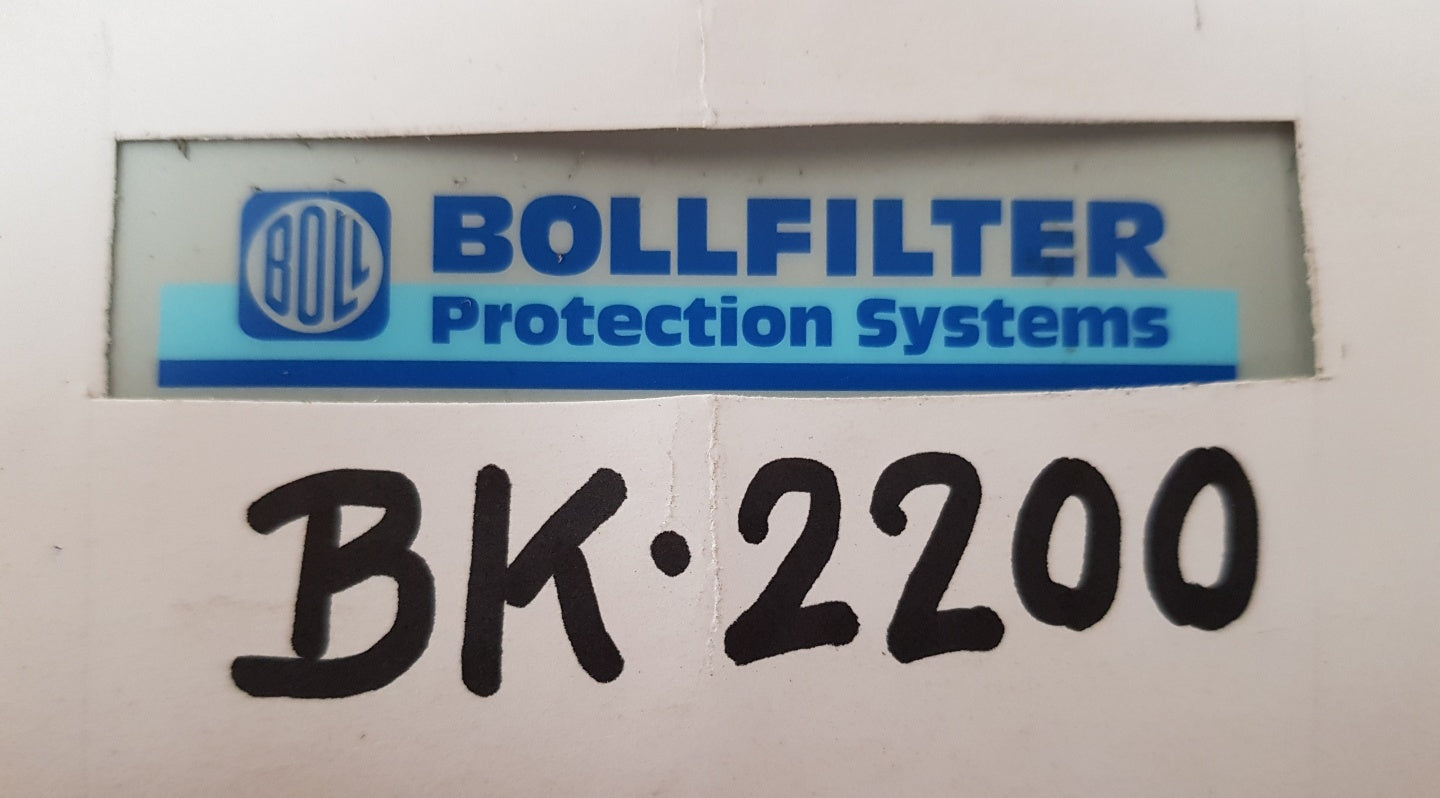 BOLL
BOLLFILTER
Protection Systems
BK·2200